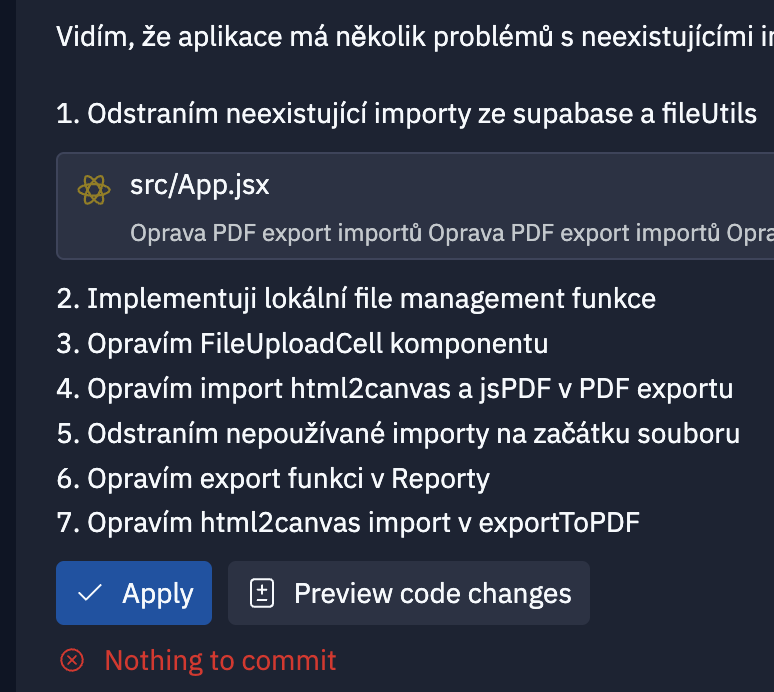 Vidím, že aplikace má několik problémů s neexistujícími
1. Odstraním neexistující importy ze supabase a fileUtils
src/App.jsx
Oprava PDF export importů Oprava PDF export importů
2. Implementuji lokální file management funkce
3. Opravím FileUploadCell komponentu
4. Opravím import html2canvas a jsPDF v PDF exportu
5. Odstraním nepoužívané importy na začátku souboru
6. Opravím export funkci v Reporty
7. Opravím html2canvas import v exportToPDF
Apply
Preview code changes
Nothing to commit